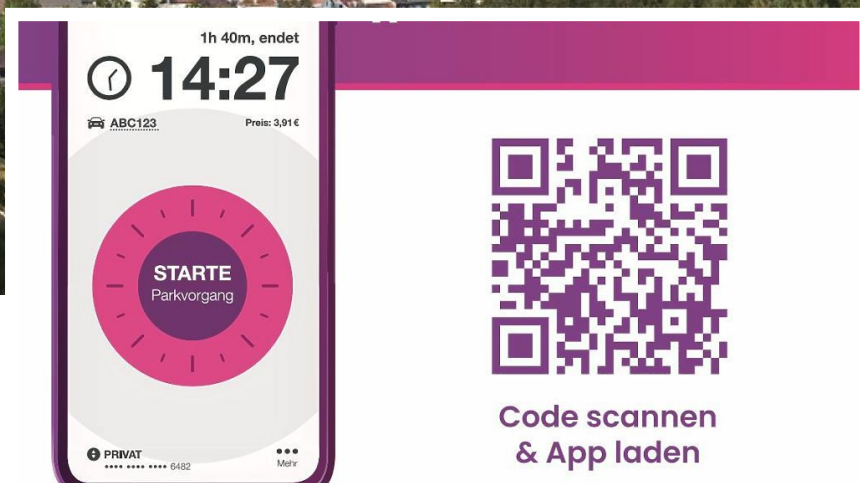 1h 40m, endet
14:27
ABC123
Preis: 3,91 €
STARTE
Parkvorgang
PRIVAT
•••• •••• •••• 6482
Mehr
Code scannen
& App laden